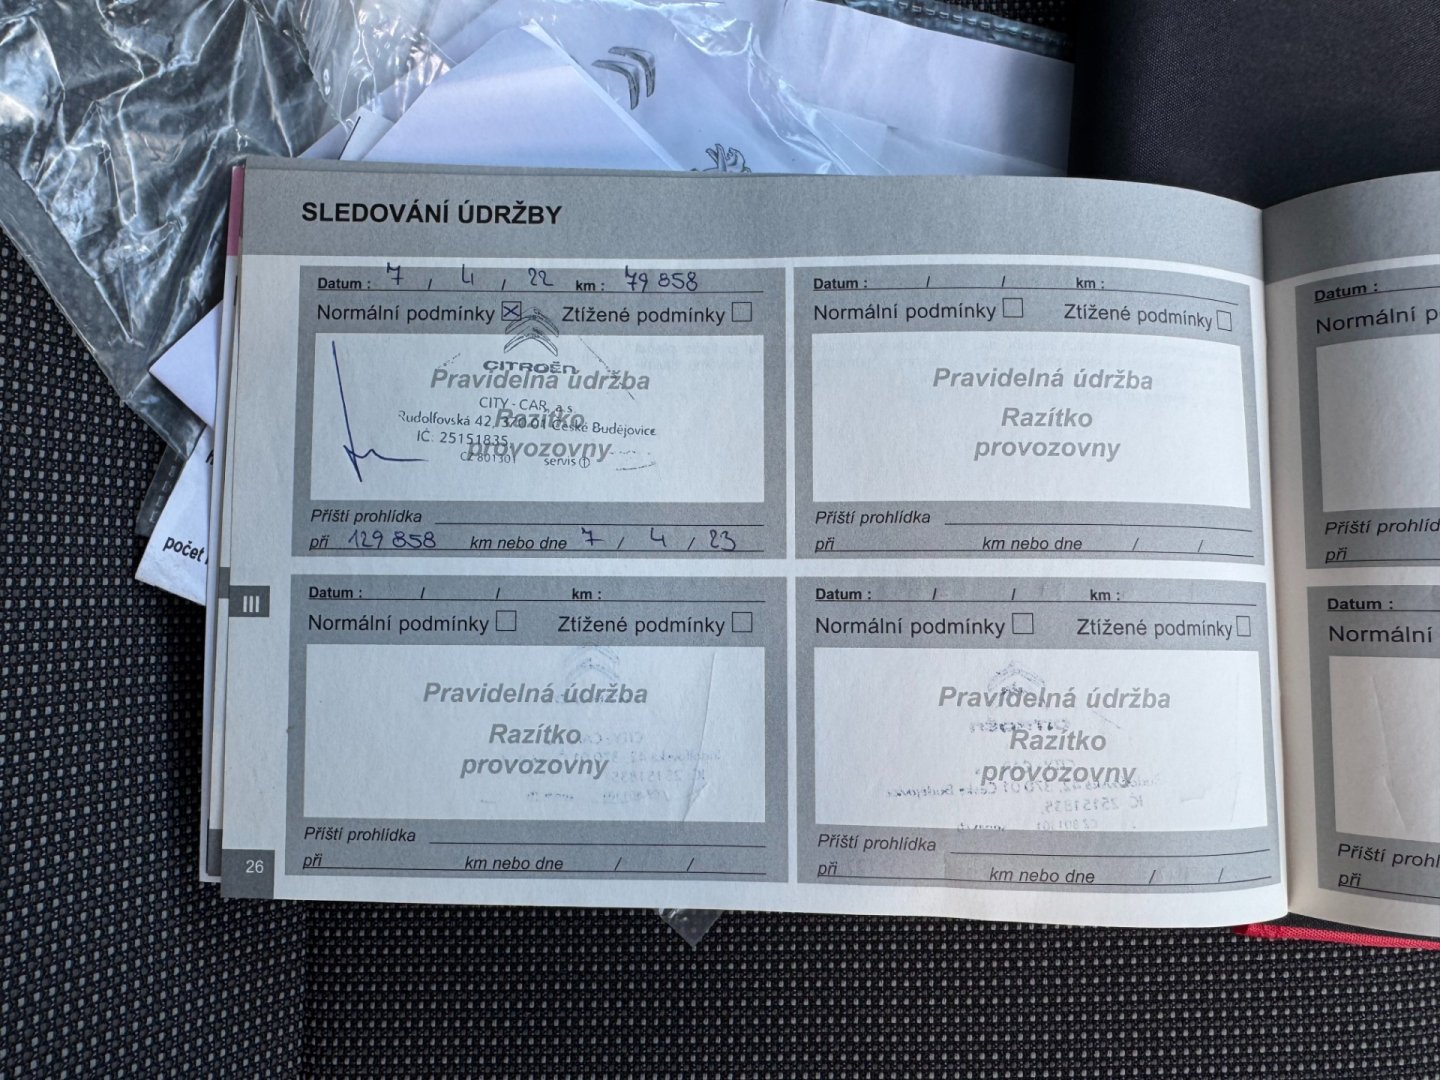 SLEDOVÁNÍ ÚDRŽBY
Datum : 7 / 4 / 22 km : 79 858
Normální podmínky Ztížené podmínky
CITROËN
Pravidelná údržba
CITY - CAR, a.s.
Razítko
Rudolfovská 42, 370 01 České Budějovice
IČ: 25151835,
provozovny
CZ 801301 servis ①
Příští prohlídka
při 129 858 km nebo dne 7 / 4 / 23
Datum : / / km :
Normální podmínky Ztížené podmínky
Pravidelná údržba
Razítko
provozovny
Příští prohlídka
při km nebo dne / /
Datum : / / km :
Normální podmínky Ztížené podmínky
Pravidelná údržba
Razítko
provozovny
Příští prohlídka
při km nebo dne / /
Datum : / / km :
Normální podmínky Ztížené podmínky
Pravidelná údržba
Razítko
provozovny
Příští prohlídka
při km nebo dne / /
III
26
počet
Datum :
Normální
při
Datum :
Normální
při